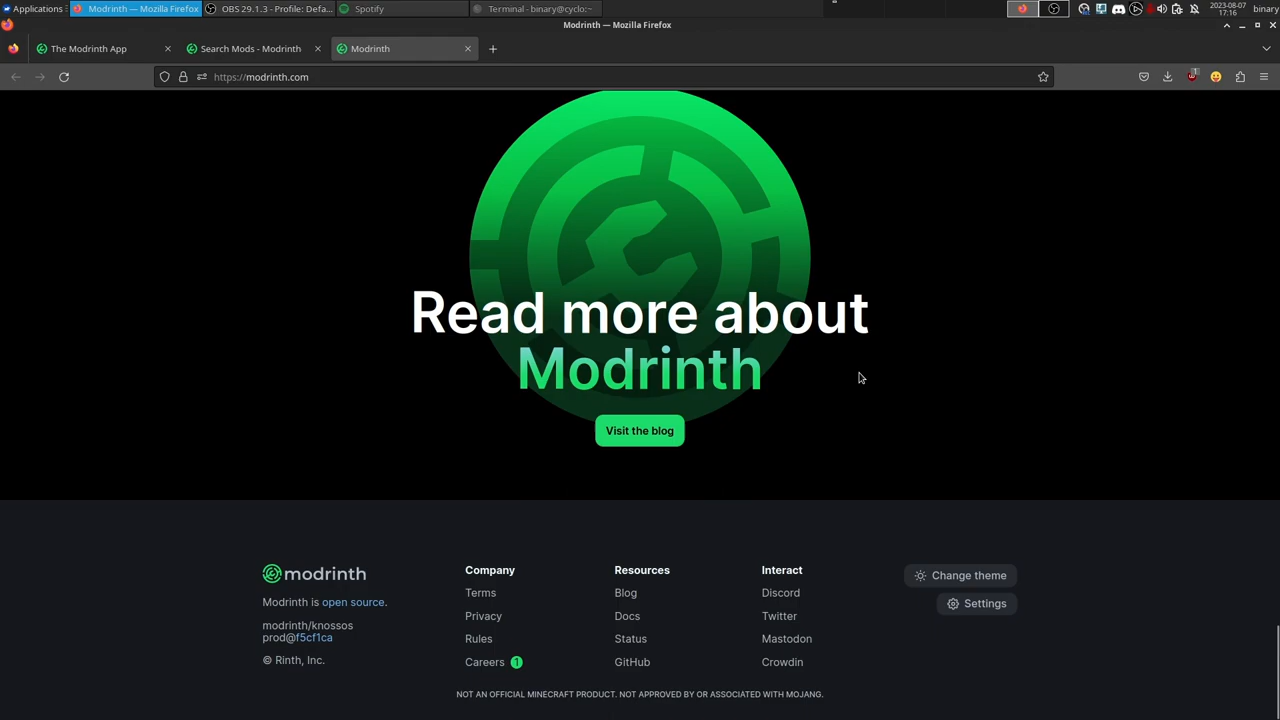 Applications
Modrinth — Mozilla Firefox
OBS 29.1.3 - Profile: Defa...
Spotify
Terminal - binary@cyclo:~
2023-08-07
17:16
binary
Modrinth — Mozilla Firefox
The Modrinth App
Search Mods - Modrinth
Modrinth
https://modrinth.com
1
Read more about
Modrinth
Visit the blog
modrinth
Modrinth is open source.
modrinth/knossos
prod@f5cf1ca
© Rinth, Inc.
Company
Terms
Privacy
Rules
Careers 1
Resources
Blog
Docs
Status
GitHub
Interact
Discord
Twitter
Mastodon
Crowdin
Change theme
Settings
NOT AN OFFICIAL MINECRAFT PRODUCT. NOT APPROVED BY OR ASSOCIATED WITH MOJANG.